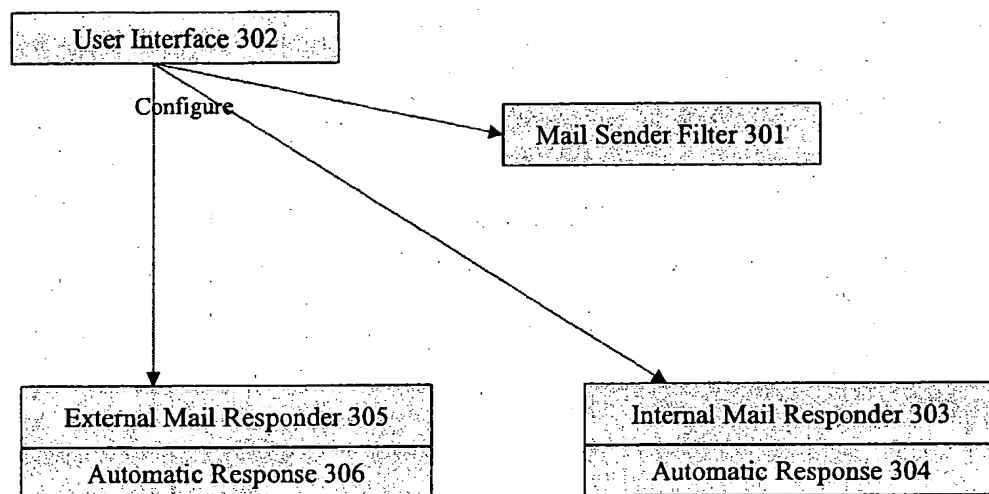 User Interface 302
Configure
Mail Sender Filter 301
External Mail Responder 305
Automatic Response 306
Internal Mail Responder 303
Automatic Response 304